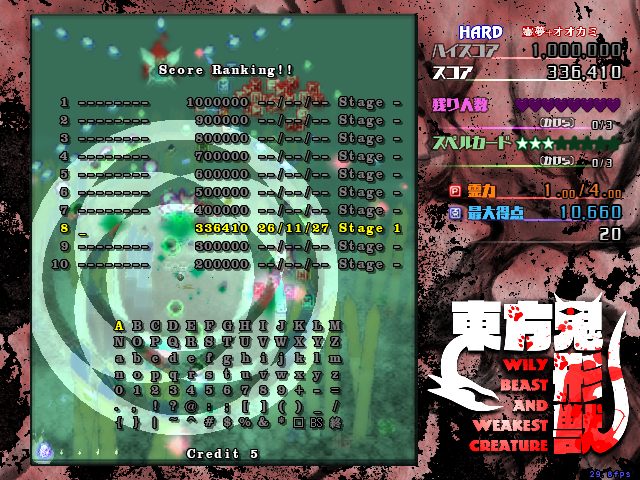 Score Ranking!!
1 -------- 1000000 --/--/-- Stage -
2 -------- 900000 --/--/-- Stage -
3 -------- 800000 --/--/-- Stage -
4 -------- 700000 --/--/-- Stage -
5 -------- 600000 --/--/-- Stage -
6 -------- 500000 --/--/-- Stage -
7 -------- 400000 --/--/-- Stage -
8 _ 336410 26/11/27 Stage 1
9 -------- 300000 --/--/-- Stage -
10 -------- 200000 --/--/-- Stage -
A B C D E F G H I J K L M
N O P Q R S T U V W X Y Z
a b c d e f g h i j k l m
n o p q r s t u v w x y z
0 1 2 3 4 5 6 7 8 9 + - =
. , ! ? @ : ; [ ] ( ) _ /
{ } | ~ ^ # $ % & * □ BS 終
Credit 5
HARD 霊夢+オオカミ
ハイスコア 1,000,000
スコア 336,410
残り人数
(かけら) 0/3
スペルカード ★★★
(かけら) 0/3
P 霊力 1.00/4.00
最大得点 10,660
20
東方鬼形獣
WILY
BEAST
AND
WEAKEST
CREATURE
29.8fps